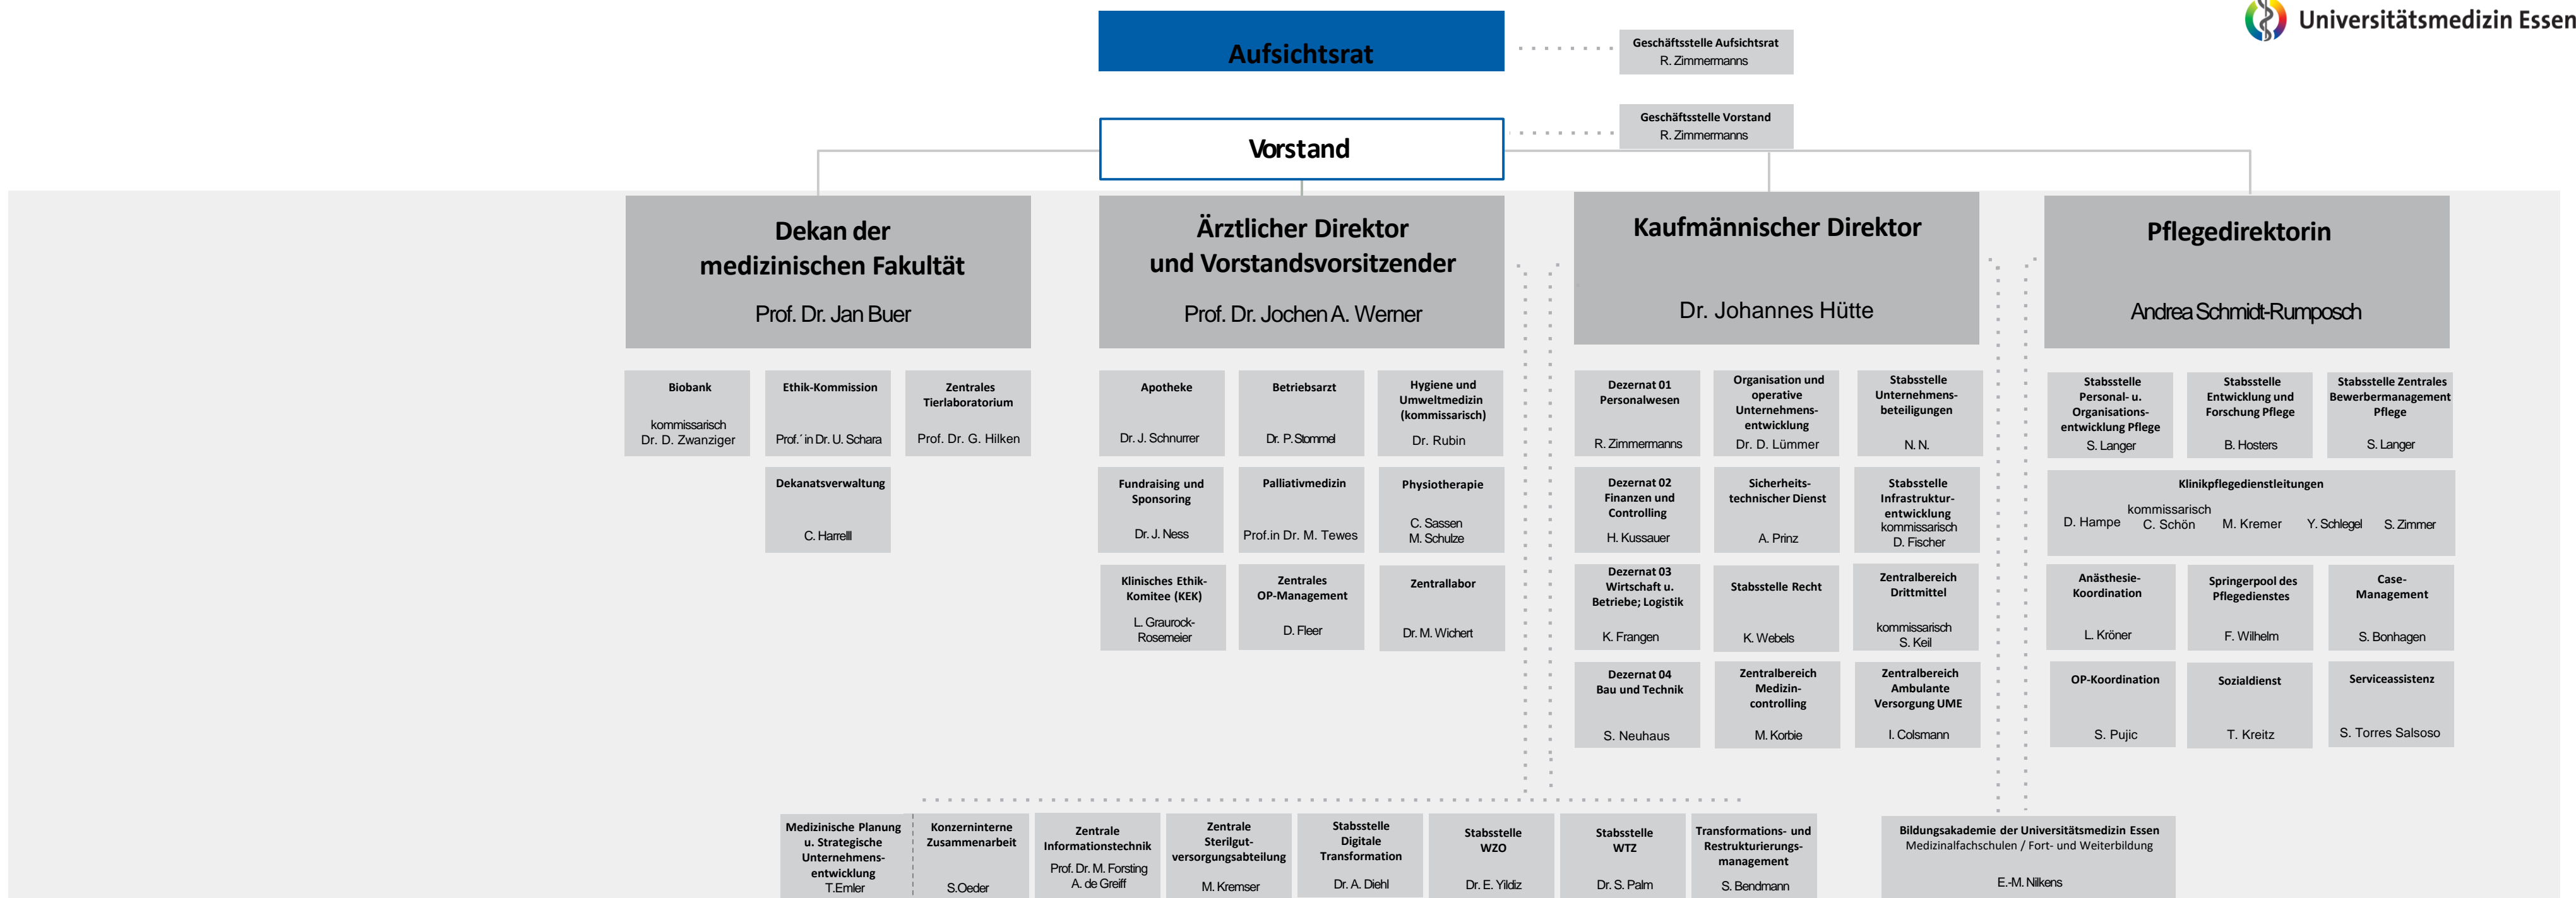 Universitätsmedizin Essen
Aufsichtsrat
Geschäftsstelle Aufsichtsrat
R. Zimmermanns
Geschäftsstelle Vorstand
R. Zimmermanns
Vorstand
Dekan der
medizinischen Fakultät
Prof. Dr. Jan Buer
Ärztlicher Direktor
und Vorstandsvorsitzender
Prof. Dr. Jochen A. Werner
Kaufmännischer Direktor
Dr. Johannes Hütte
Pflegedirektorin
Andrea Schmidt-Rumposch
Biobank
kommissarisch
Dr. D. Zwanziger
Ethik-Kommission
Prof.´in Dr. U. Schara
Zentrales
Tierlaboratorium
Prof. Dr. G. Hilken
Dekanatsverwaltung
C. Harrelll
Apotheke
Dr. J. Schnurrer
Betriebsarzt
Dr. P. Stommel
Hygiene und
Umweltmedizin
(kommissarisch)
Dr. Rubin
Fundraising und
Sponsoring
Dr. J. Ness
Palliativmedizin
Prof.in Dr. M. Tewes
Physiotherapie
C. Sassen
M. Schulze
Klinisches Ethik-
Komitee (KEK)
L. Graurock-
Rosemeier
Zentrales
OP-Management
D. Fleer
Zentrallabor
Dr. M. Wichert
Dezernat 01
Personalwesen
R. Zimmermanns
Organisation und
operative
Unternehmens-
entwicklung
Dr. D. Lümmer
Stabsstelle
Unternehmens-
beteiligungen
N. N.
Dezernat 02
Finanzen und
Controlling
H. Kussauer
Sicherheits-
technischer Dienst
A. Prinz
Stabsstelle
Infrastruktur-
entwicklung
kommissarisch
D. Fischer
Dezernat 03
Wirtschaft u.
Betriebe; Logistik
K. Frangen
Stabsstelle Recht
K. Webels
Zentralbereich
Drittmittel
kommissarisch
S. Keil
Dezernat 04
Bau und Technik
S. Neuhaus
Zentralbereich
Medizin-
controlling
M. Korbie
Zentralbereich
Ambulante
Versorgung UME
I. Colsmann
Stabsstelle
Personal- u.
Organisations-
entwicklung Pflege
S. Langer
Stabsstelle
Entwicklung und
Forschung Pflege
B. Hosters
Stabsstelle Zentrales
Bewerbermanagement
Pflege
S. Langer
Klinikpflegedienstleitungen
D. Hampe
kommissarisch
C. Schön
M. Kremer
Y. Schlegel
S. Zimmer
Anästhesie-
Koordination
L. Kröner
Springerpool des
Pflegedienstes
F. Wilhelm
Case-
Management
S. Bonhagen
OP-Koordination
S. Pujic
Sozialdienst
T. Kreitz
Serviceassistenz
S. Torres Salsoso
Medizinische Planung
u. Strategische
Unternehmens-
entwicklung
T.Emler
Konzerninterne
Zusammenarbeit
S.Oeder
Zentrale
Informationstechnik
Prof. Dr. M. Forsting
A. de Greiff
Zentrale
Sterilgut-
versorgungsabteilung
M. Kremser
Stabsstelle
Digitale
Transformation
Dr. A. Diehl
Stabsstelle
WZO
Dr. E. Yildiz
Stabsstelle
WTZ
Dr. S. Palm
Transformations- und
Restrukturierungs-
management
S. Bendmann
Bildungsakademie der Universitätsmedizin Essen
Medizinalfachschulen / Fort- und Weiterbildung
E.-M. Nilkens